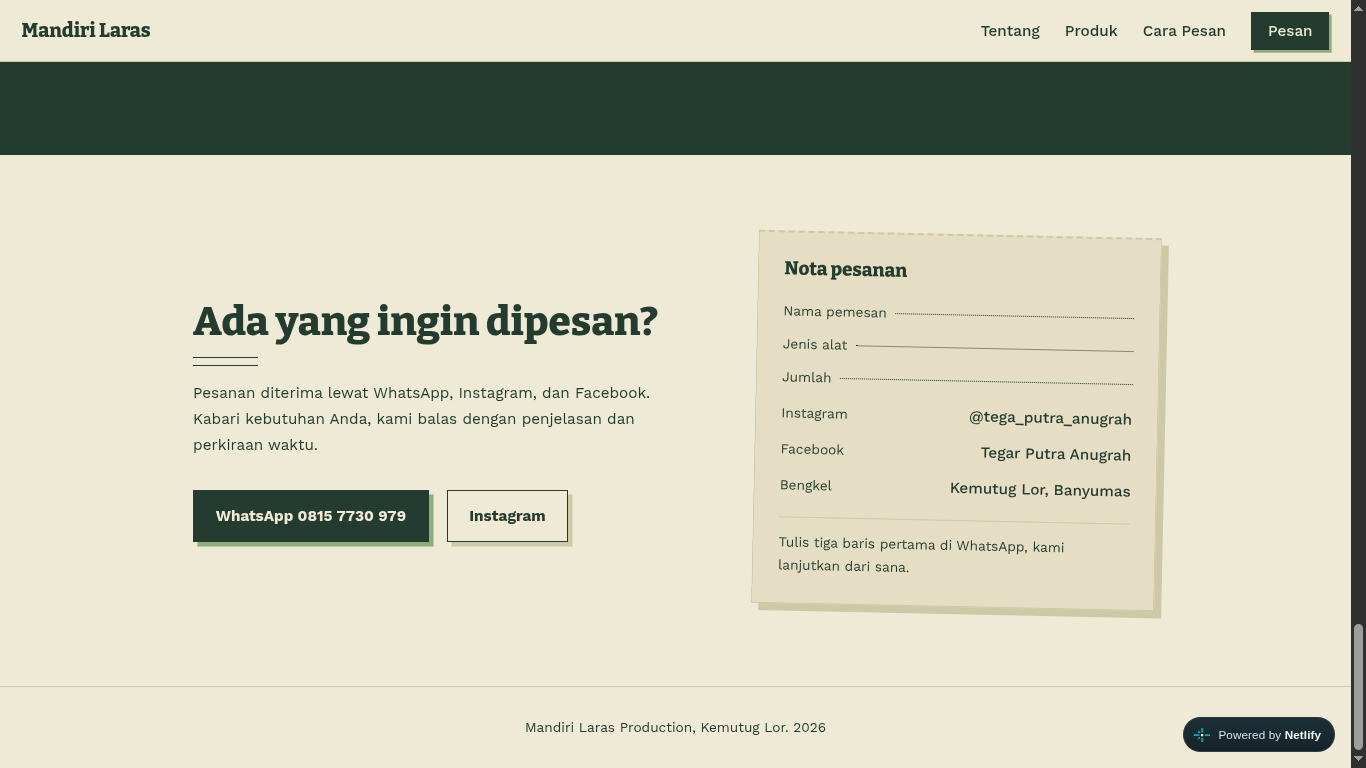 Mandiri Laras
Tentang
Produk
Cara Pesan
Pesan
Ada yang ingin dipesan?
Pesanan diterima lewat WhatsApp, Instagram, dan Facebook.
Kabari kebutuhan Anda, kami balas dengan penjelasan dan
perkiraan waktu.
WhatsApp 0815 7730 979
Instagram
Nota pesanan
Nama pemesan
Jenis alat
Jumlah
Instagram @tega_putra_anugrah
Facebook Tegar Putra Anugrah
Bengkel Kemutug Lor, Banyumas
Tulis tiga baris pertama di WhatsApp, kami
lanjutkan dari sana.
Mandiri Laras Production, Kemutug Lor. 2026
Powered by Netlify